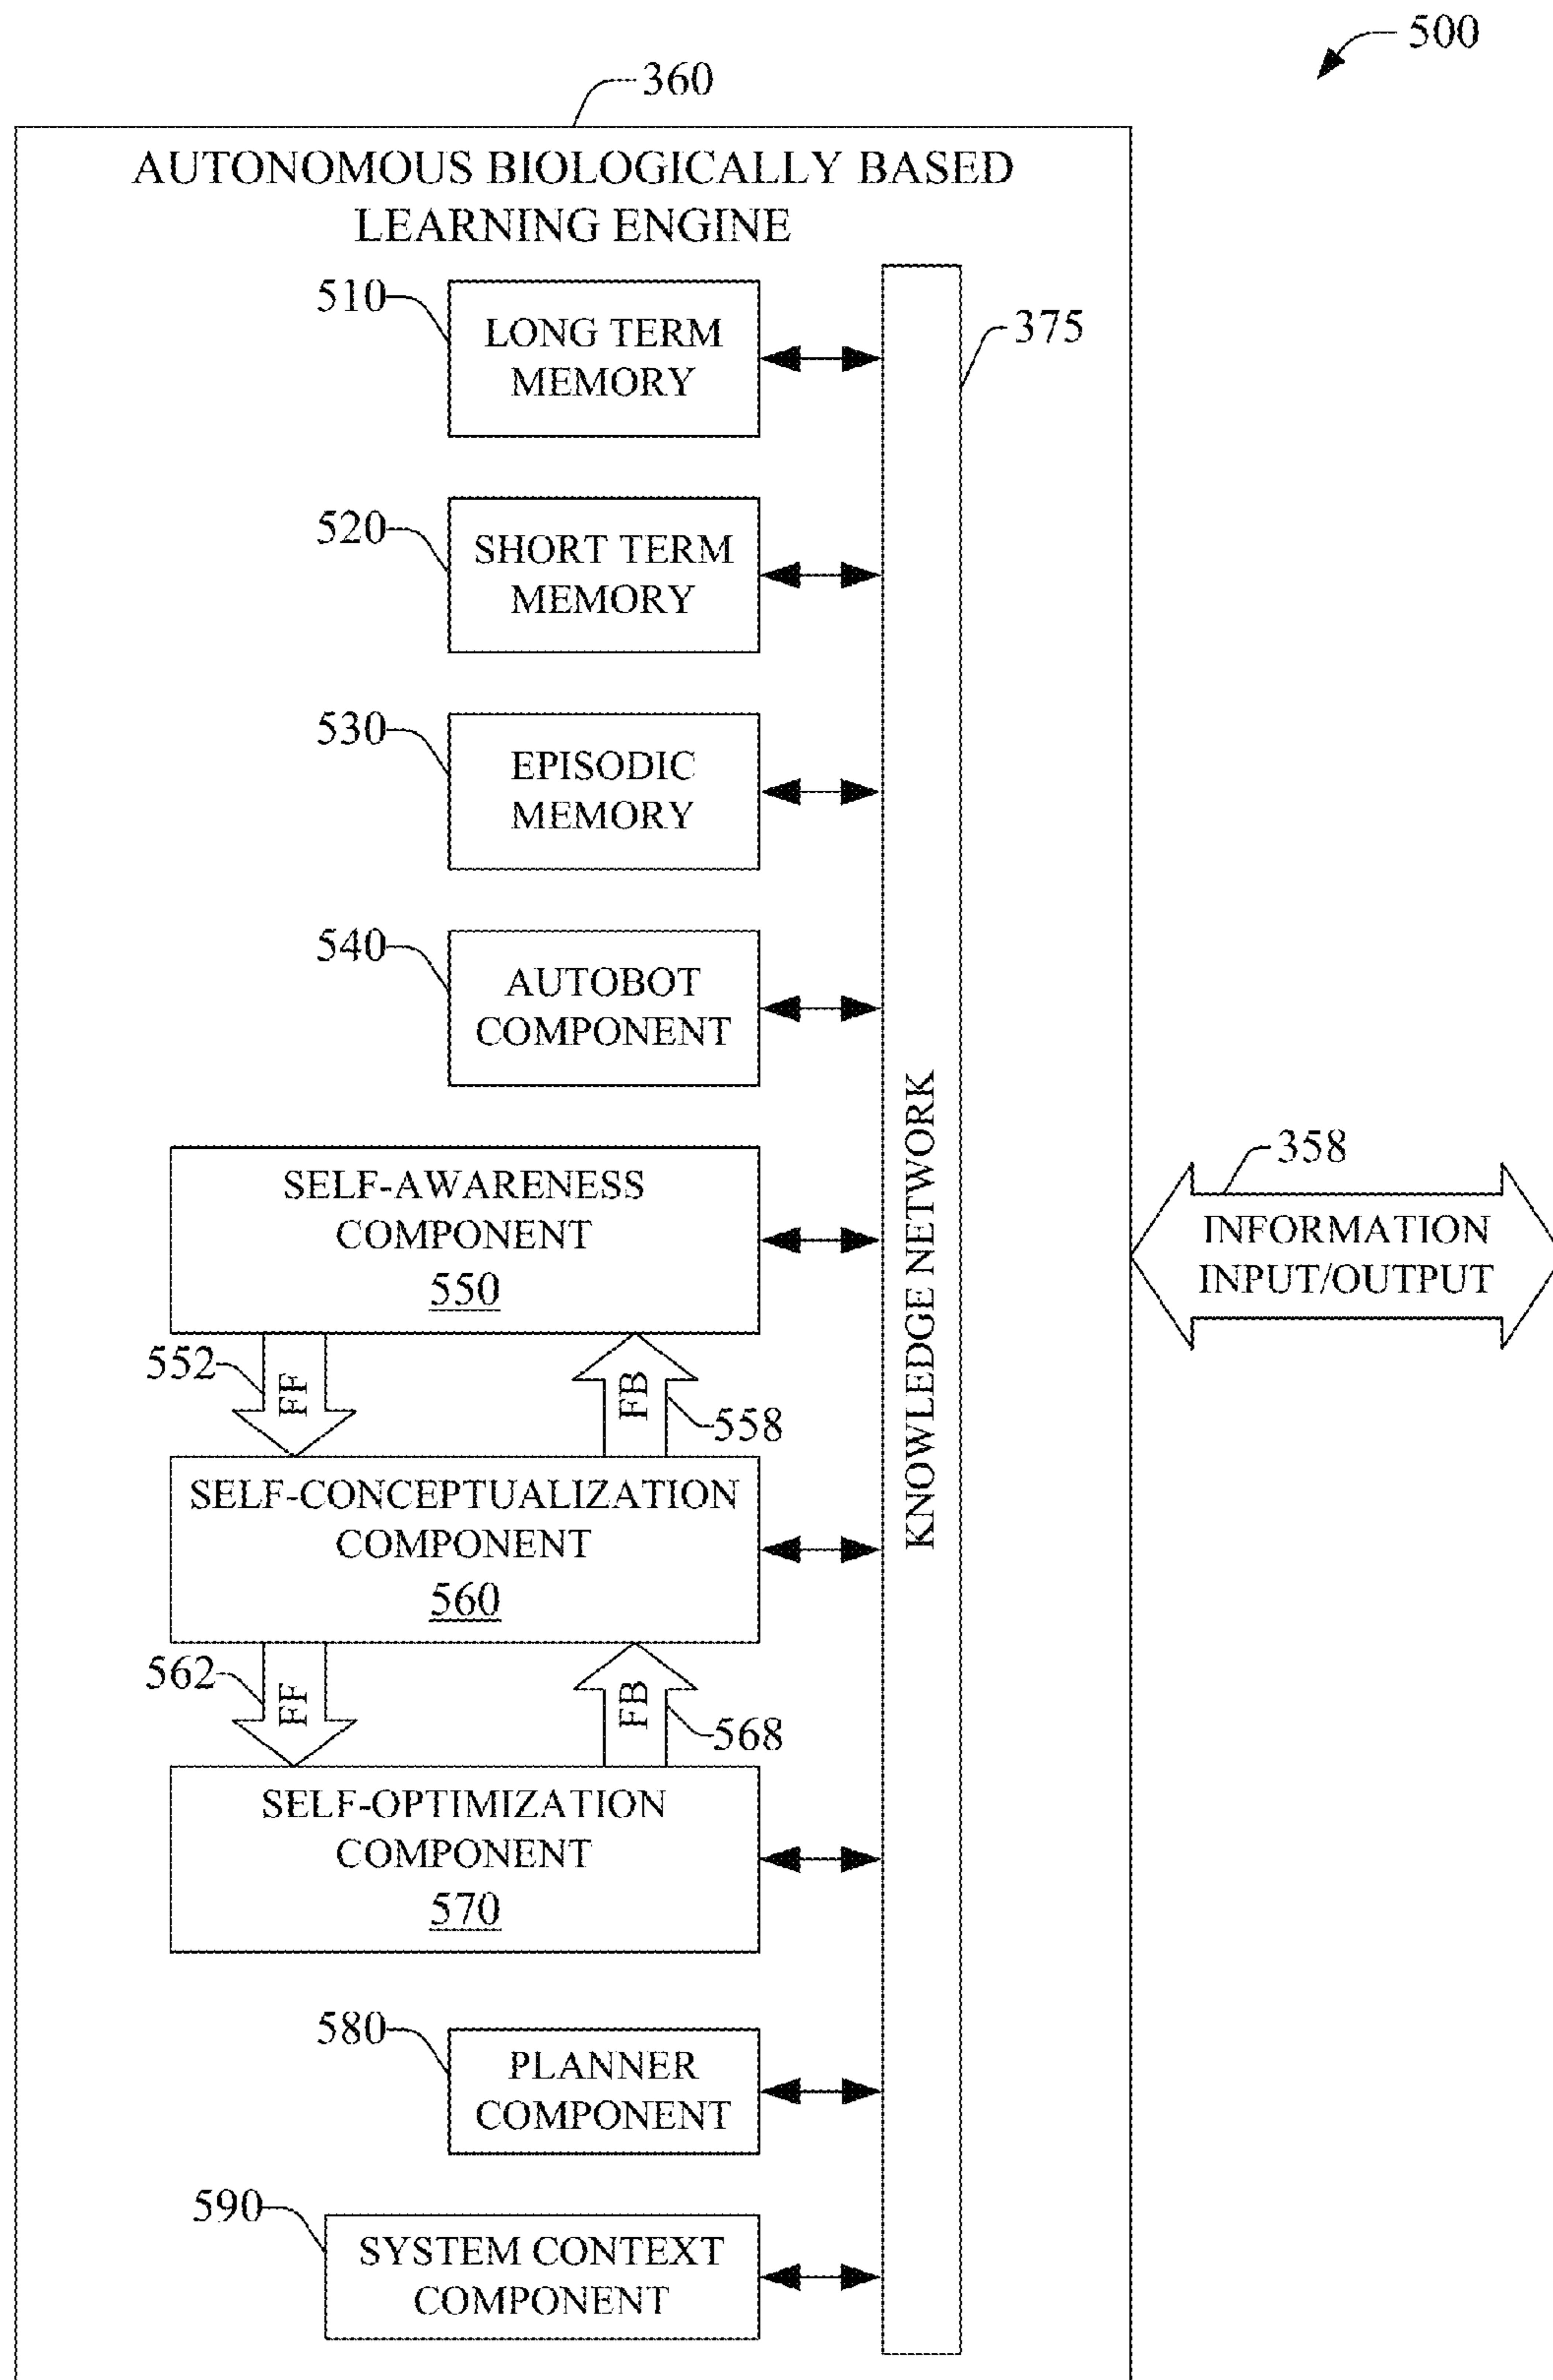 500
360
AUTONOMOUS BIOLOGICALLY BASED
LEARNING ENGINE
510
LONG TERM
MEMORY
375
520
SHORT TERM
MEMORY
530
EPISODIC
MEMORY
540
AUTOBOT
COMPONENT
KNOWLEDGE NETWORK
SELF-AWARENESS
COMPONENT
550
358
INFORMATION
INPUT/OUTPUT
552
FF
FB
558
SELF-CONCEPTUALIZATION
COMPONENT
560
562
FF
FB
568
SELF-OPTIMIZATION
COMPONENT
570
580
PLANNER
COMPONENT
590
SYSTEM CONTEXT
COMPONENT